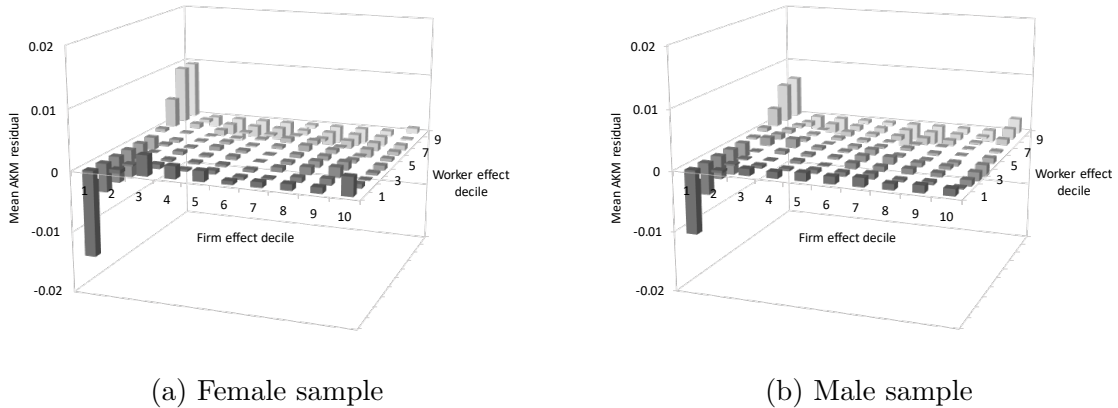 0.02
0.01
0
-0.01
-0.02
Mean AKM residual
1 2 3 4 5 6 7 8 9 10
Firm effect decile
1 3 5 7 9
Worker effect
decile
(a) Female sample
0.02
0.01
0
-0.01
-0.02
Mean AKM residual
1 2 3 4 5 6 7 8 9 10
Firm effect decile
1 3 5 7 9
Worker effect
decile
(b) Male sample